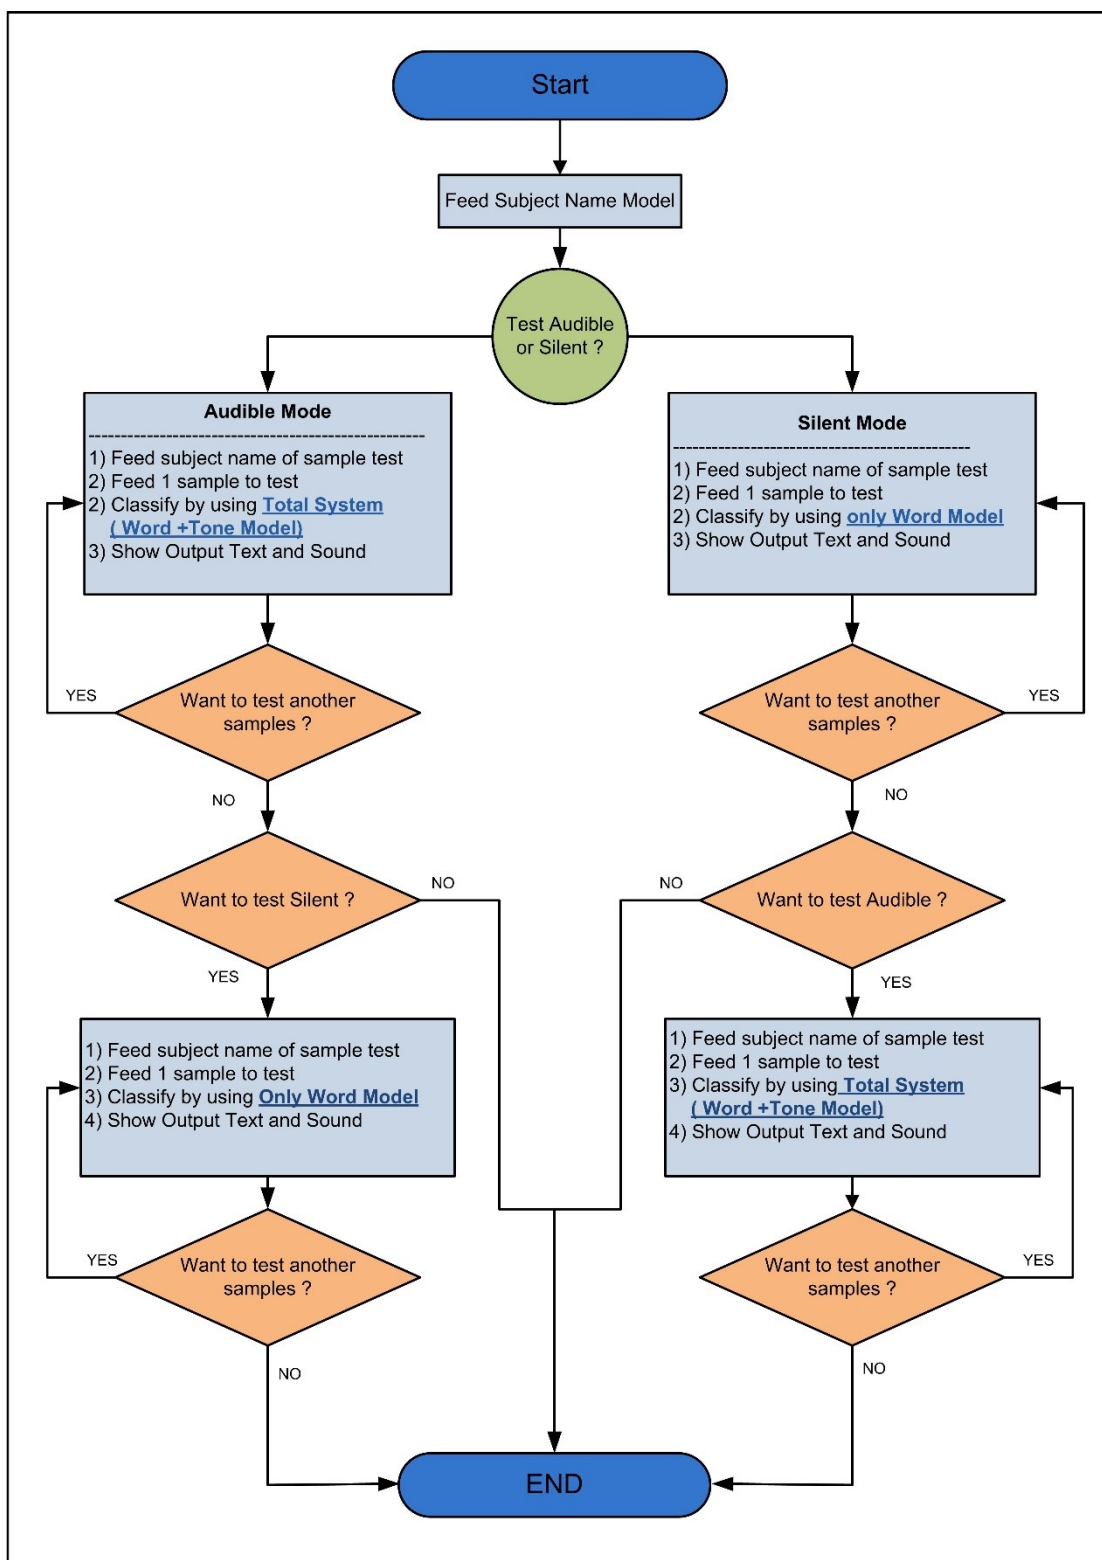 Start
Feed Subject Name Model
Test Audible
or Silent ?
Audible Mode
1) Feed subject name of sample test
2) Feed 1 sample to test
2) Classify by using Total System
( Word +Tone Model)
3) Show Output Text and Sound
Silent Mode
1) Feed subject name of sample test
2) Feed 1 sample to test
2) Classify by using only Word Model
3) Show Output Text and Sound
YES
Want to test another
samples ?
Want to test another
samples ?
YES
NO
NO
Want to test Silent ?
NO
NO
Want to test Audible ?
YES
YES
1) Feed subject name of sample test
2) Feed 1 sample to test
3) Classify by using Only Word Model
4) Show Output Text and Sound
1) Feed subject name of sample test
2) Feed 1 sample to test
3) Classify by using Total System
( Word +Tone Model)
4) Show Output Text and Sound
YES
Want to test another
samples ?
Want to test another
samples ?
YES
NO
NO
END